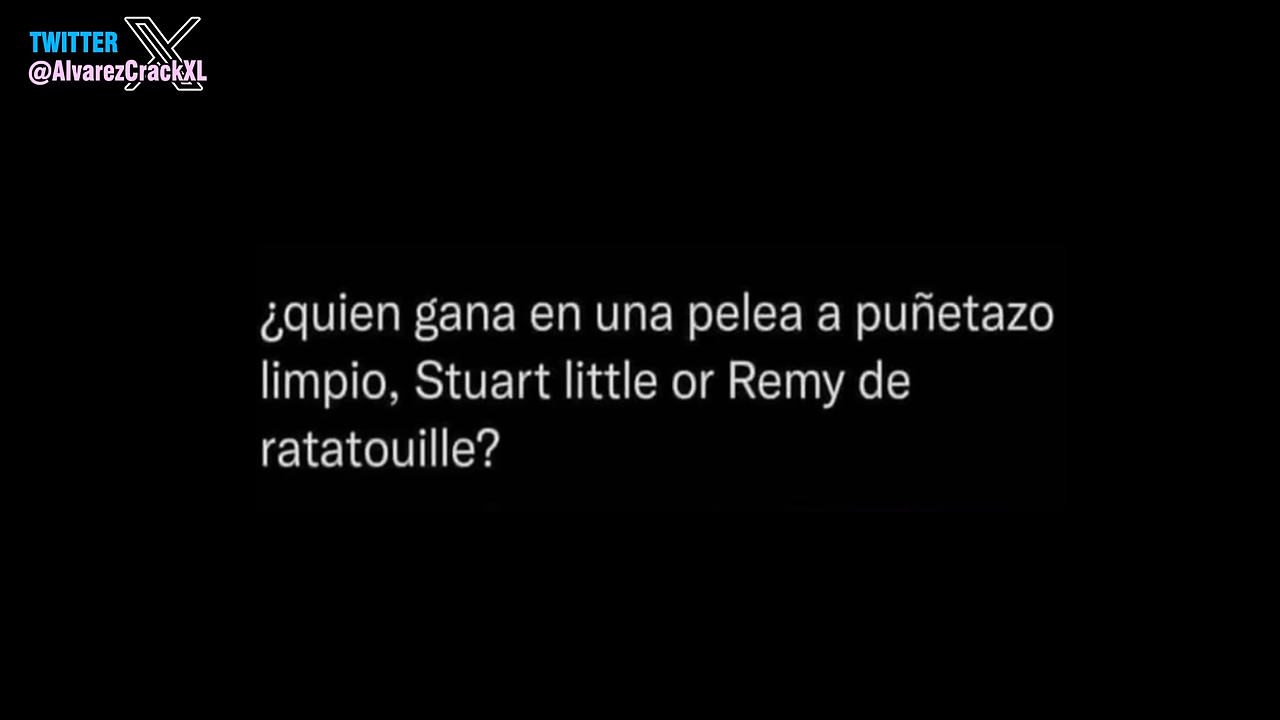 TWITTER
@AlvarezCrackXL
¿quien gana en una pelea a puñetazo
limpio, Stuart little or Remy de
ratatouille?